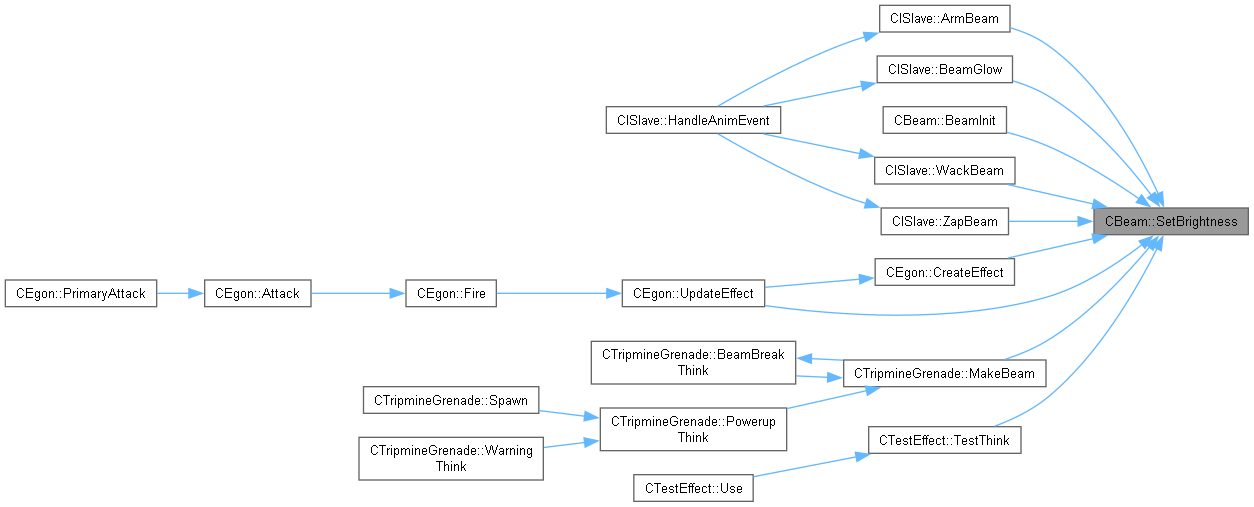 CISlave::ArmBeam
CISlave::BeamGlow
CISlave::HandleAnimEvent
CBeam::BeamInit
CISlave::WackBeam
CISlave::ZapBeam
CBeam::SetBrightness
CEgon::CreateEffect
CEgon::PrimaryAttack
CEgon::Attack
CEgon::Fire
CEgon::UpdateEffect
CTripmineGrenade::BeamBreak
Think
CTripmineGrenade::MakeBeam
CTripmineGrenade::Spawn
CTripmineGrenade::Powerup
Think
CTripmineGrenade::Warning
Think
CTestEffect::TestThink
CTestEffect::Use